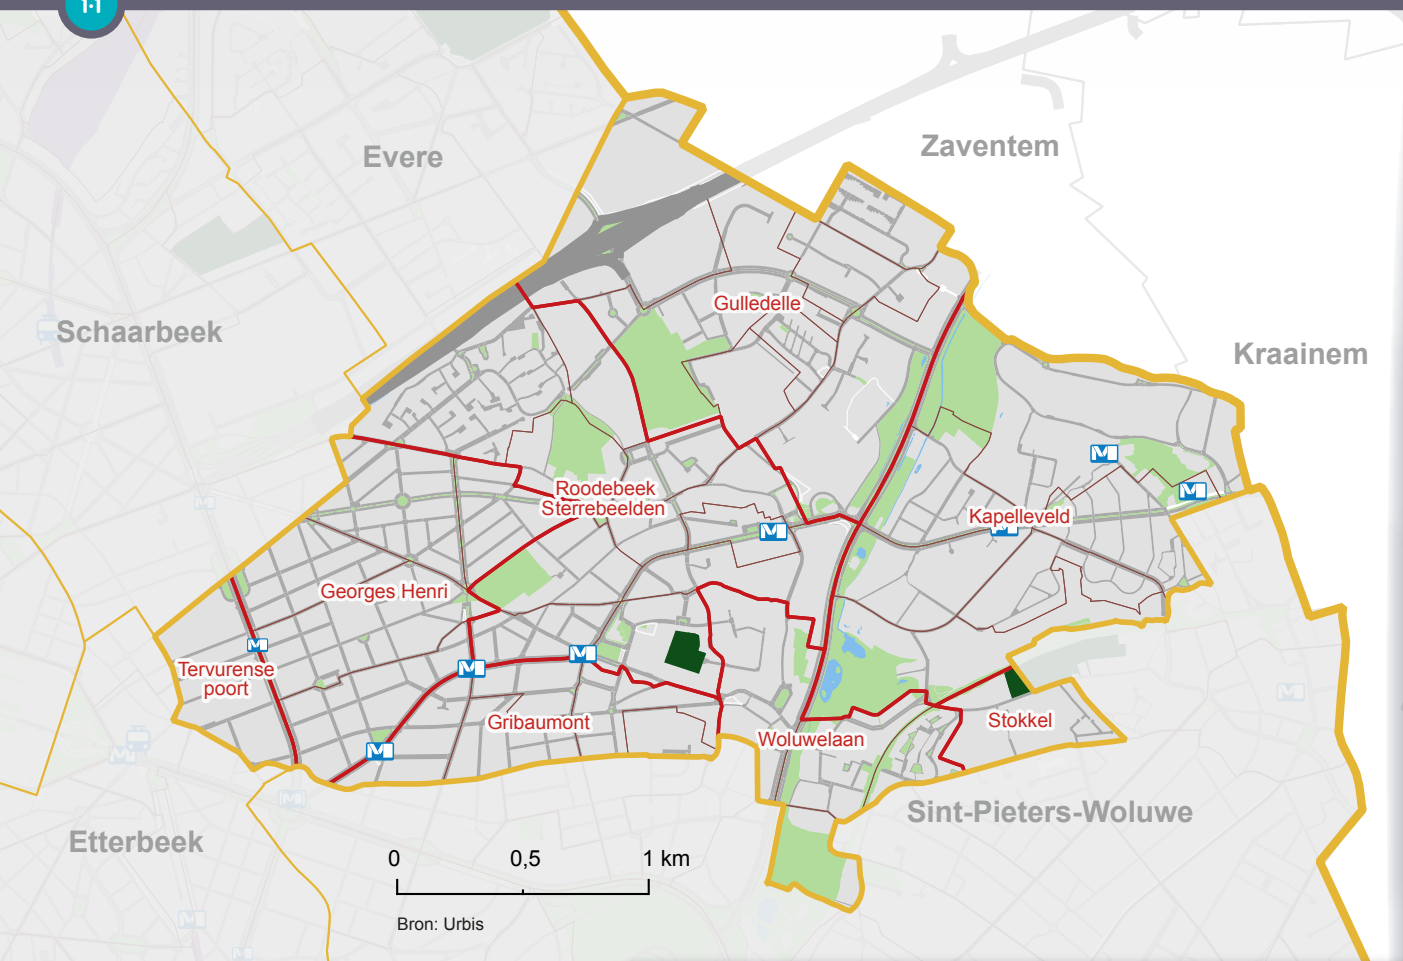 1·1
Evere
Zaventem
Schaarbeek
Gulledelle
Kraainem
Roodebeek
Sterrebeelden
Kapelleveld
Georges Henri
Tervurense
poort
Gribaumont
Woluwelaan
Stokkel
Sint-Pieters-Woluwe
Etterbeek
0 0,5 1 km
Bron: Urbis